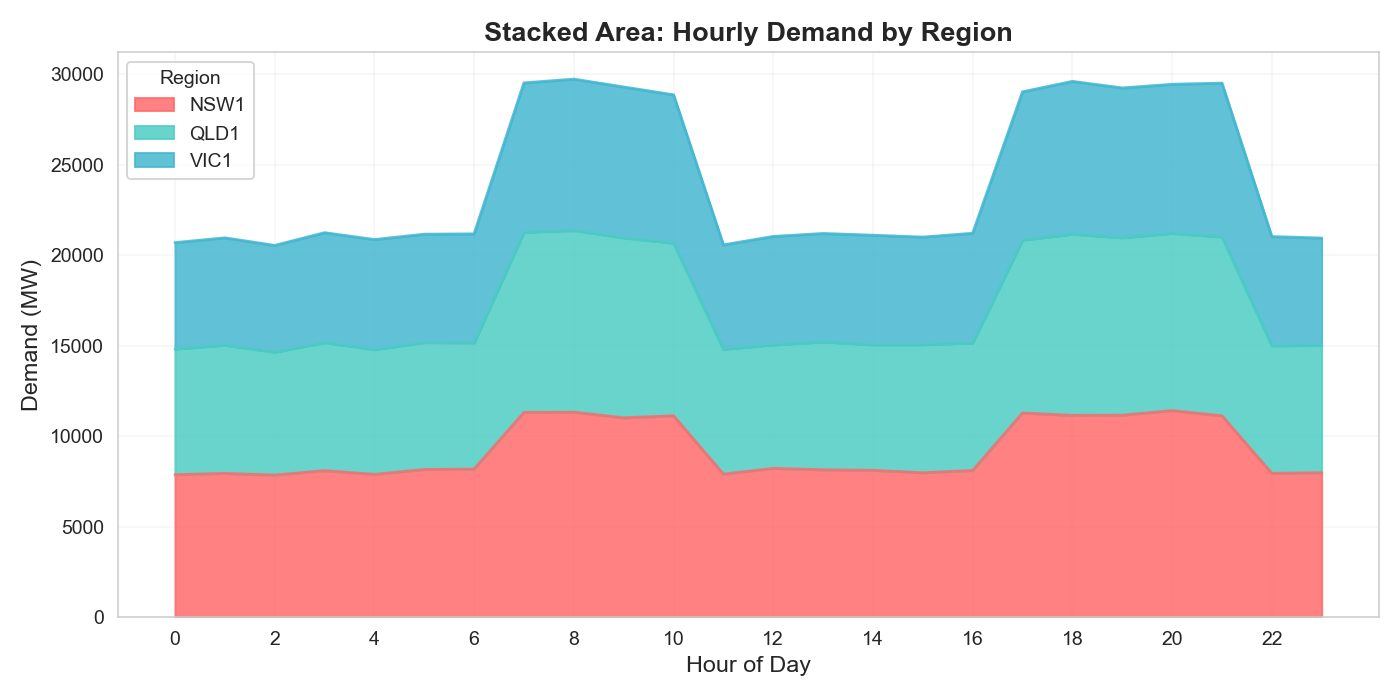 Stacked Area: Hourly Demand by Region
Region
NSW1
QLD1
VIC1
Demand (MW)
30000
25000
20000
15000
10000
5000
0
0 2 4 6 8 10 12 14 16 18 20 22
Hour of Day